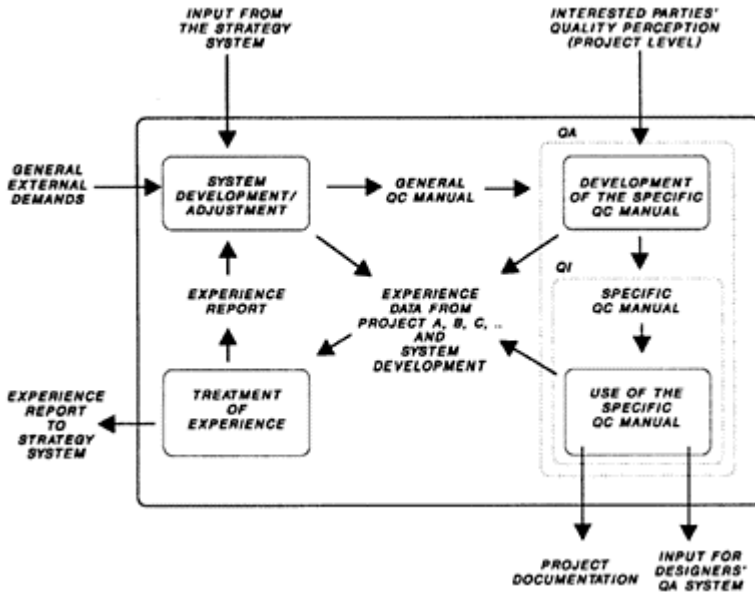 INPUT FROM
THE STRATEGY
SYSTEM
INTERESTED PARTIES'
QUALITY PERCEPTION
(PROJECT LEVEL)
QA
GENERAL
EXTERNAL
DEMANDS
SYSTEM
DEVELOPMENT/
ADJUSTMENT
GENERAL
QC MANUAL
DEVELOPMENT
OF THE SPECIFIC
QC MANUAL
QI
EXPERIENCE
REPORT
EXPERIENCE
DATA FROM
PROJECT A, B, C, ..
AND
SYSTEM
DEVELOPMENT
SPECIFIC
QC MANUAL
EXPERIENCE
REPORT
TO
STRATEGY
SYSTEM
TREATMENT
OF
EXPERIENCE
USE OF THE
SPECIFIC
QC MANUAL
PROJECT
DOCUMENTATION
INPUT FOR
DESIGNERS'
QA SYSTEM